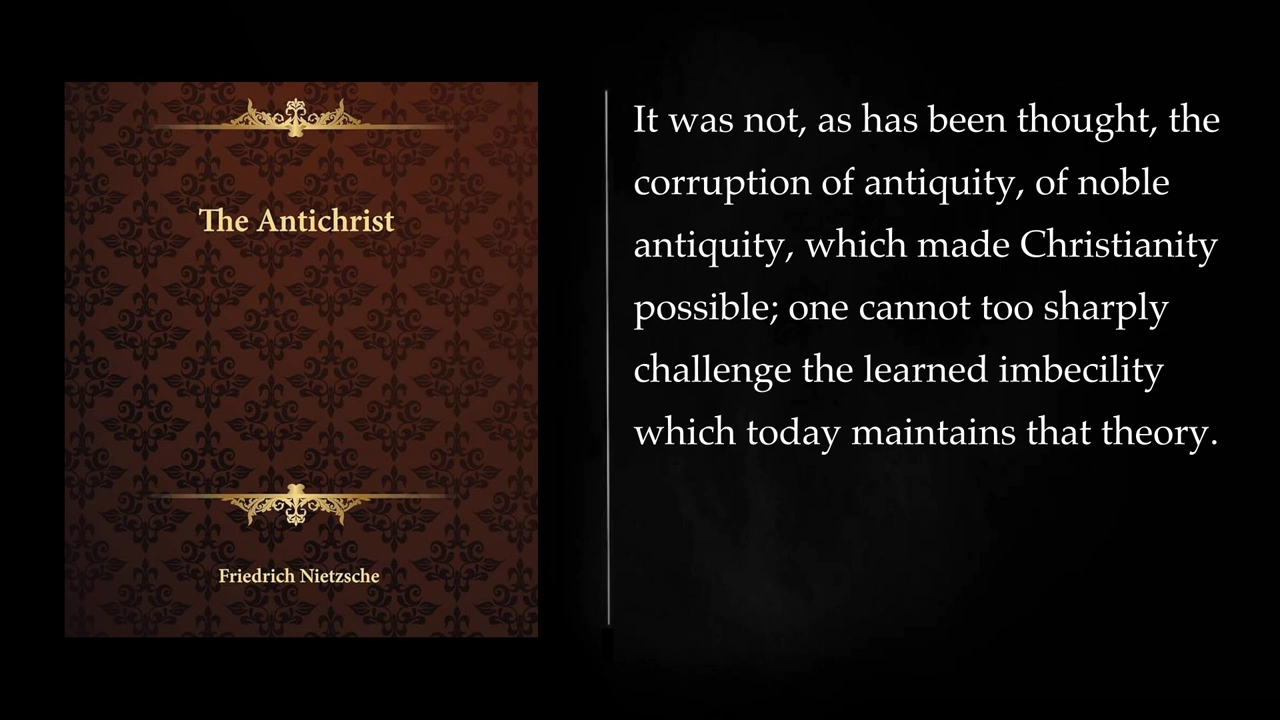 The Antichrist
Friedrich Nietzsche
It was not, as has been thought, the
corruption of antiquity, of noble
antiquity, which made Christianity
possible; one cannot too sharply
challenge the learned imbecility
which today maintains that theory.